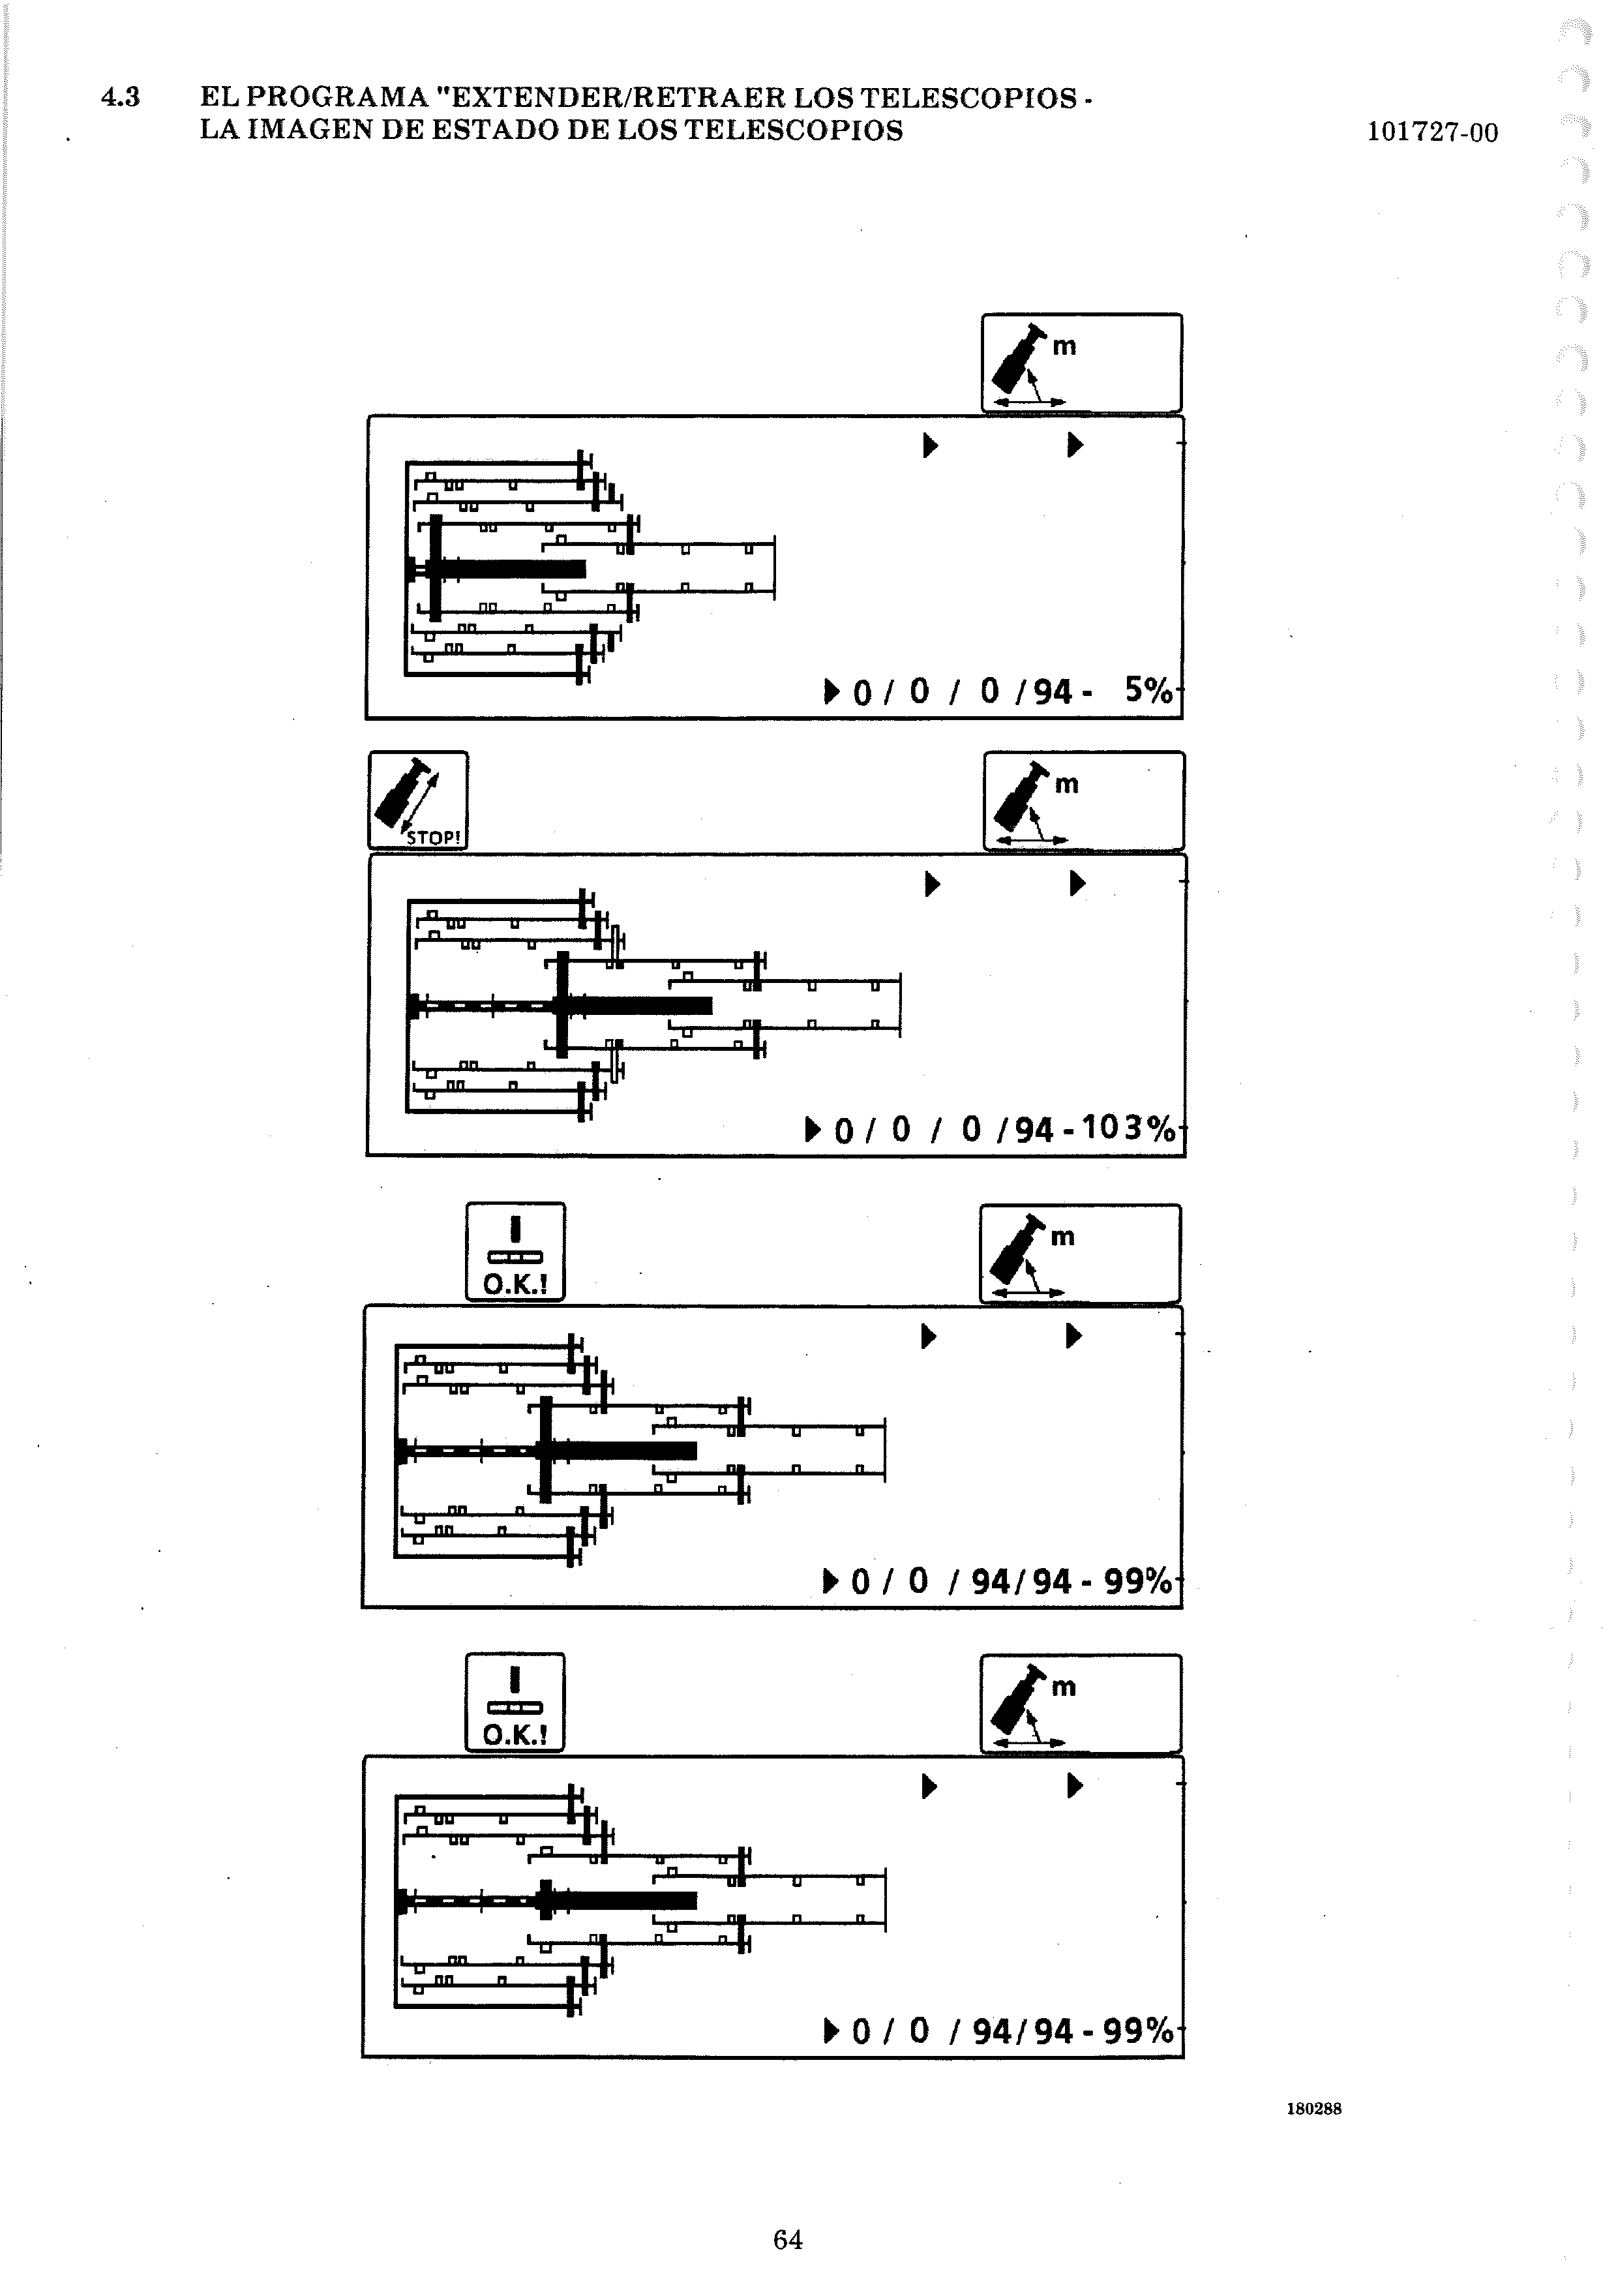 4.3 EL PROGRAMA "EXTENDER/RETRAER LOS TELESCOPIOS -
LA IMAGEN DE ESTADO DE LOS TELESCOPIOS 101727-00
m
0 / 0 / 0 / 94 - 5%
STOP!
m
0 / 0 / 0 / 94 - 103%
O.K.!
m
0 / 0 / 94 / 94 - 99%
O.K.!
m
0 / 0 / 94 / 94 - 99%
180288
64